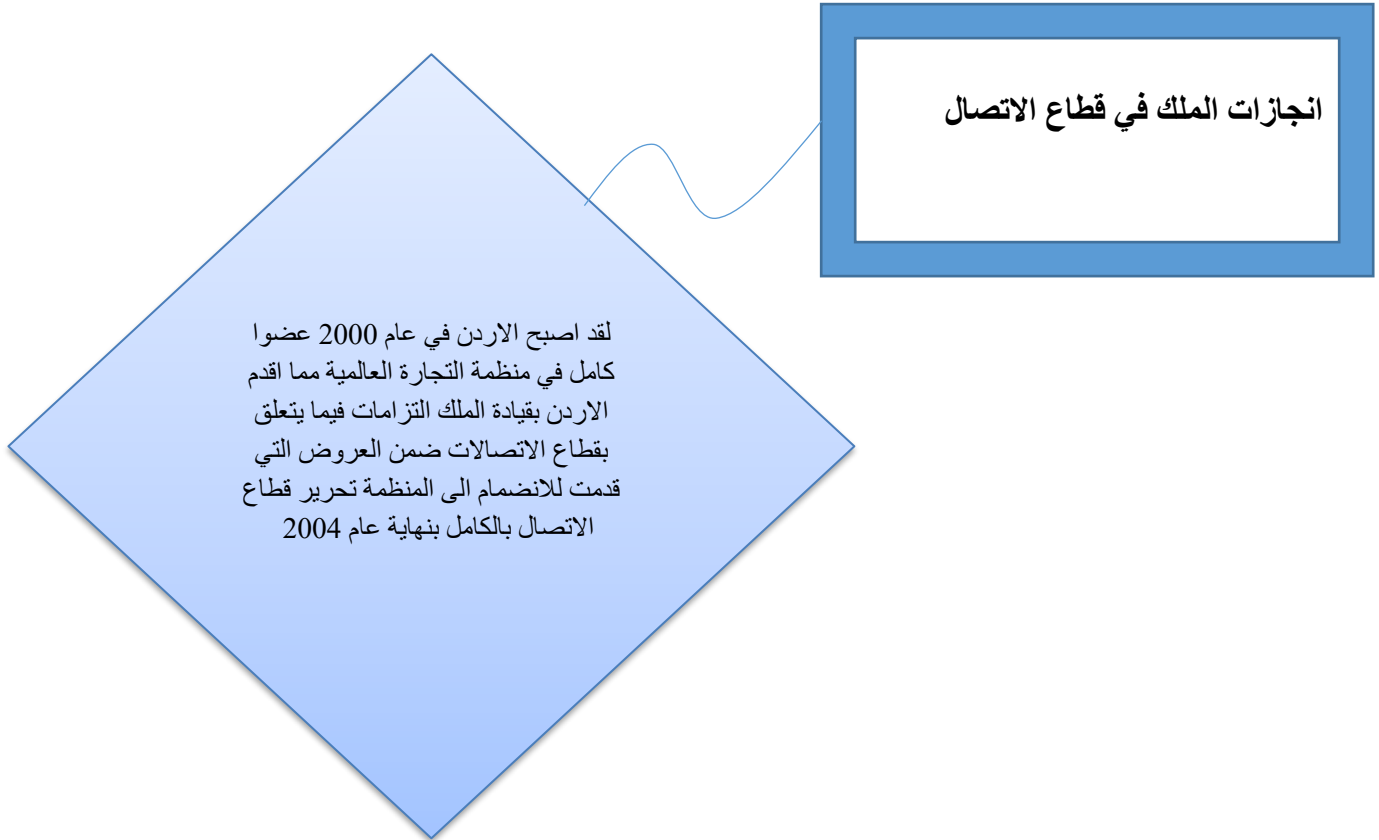 انجازات الملك في قطاع الاتصال
لقد اصبح الاردن في عام 2000 عضوا
كامل في منظمة التجارة العالمية مما اقدم
الاردن بقيادة الملك التزامات فيما يتعلق
بقطاع الاتصالات ضمن العروض التي
قدمت للانضمام الى المنظمة تحرير قطاع
الاتصال بالكامل بنهاية عام 2004